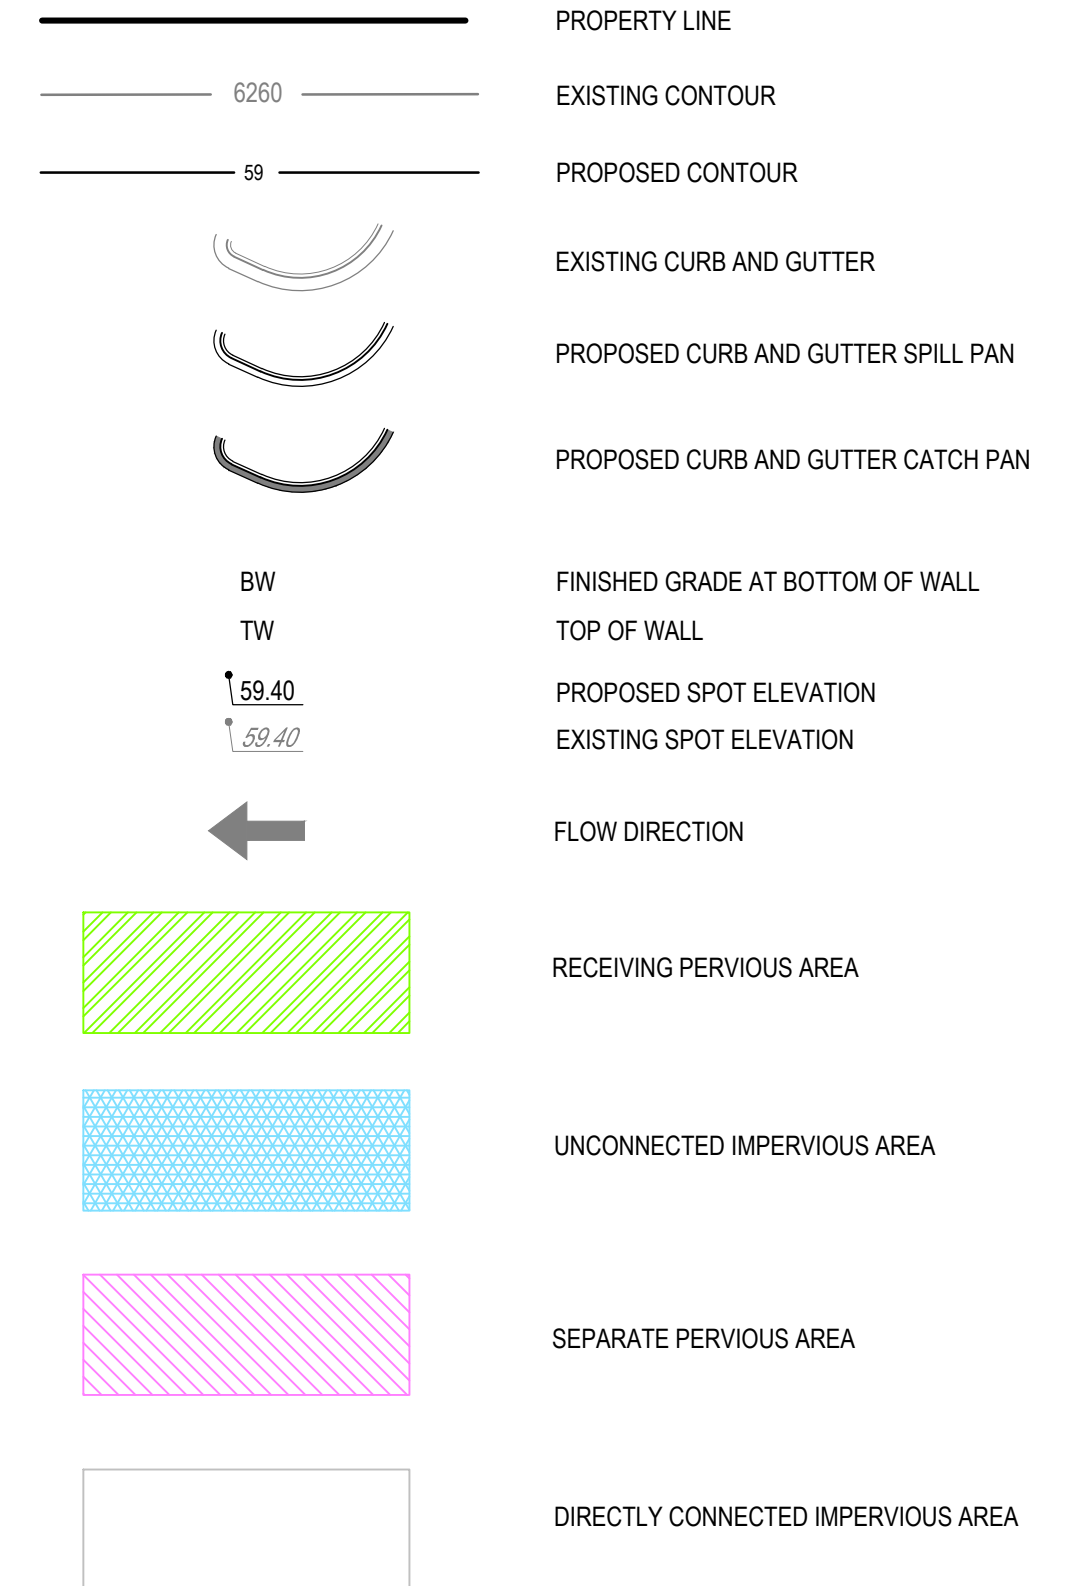 PROPERTY LINE
6260 EXISTING CONTOUR
59 PROPOSED CONTOUR
EXISTING CURB AND GUTTER
PROPOSED CURB AND GUTTER SPILL PAN
PROPOSED CURB AND GUTTER CATCH PAN
BW FINISHED GRADE AT BOTTOM OF WALL
TW TOP OF WALL
59.40 PROPOSED SPOT ELEVATION
59.40 EXISTING SPOT ELEVATION
FLOW DIRECTION
RECEIVING PERVIOUS AREA
UNCONNECTED IMPERVIOUS AREA
SEPARATE PERVIOUS AREA
DIRECTLY CONNECTED IMPERVIOUS AREA